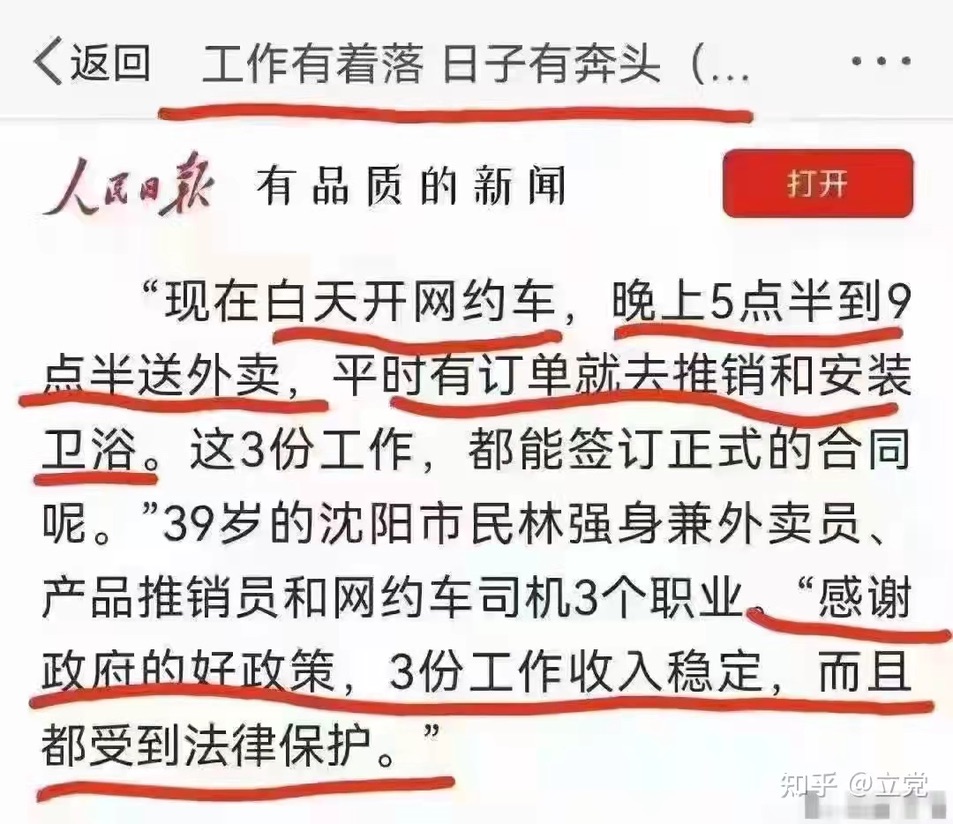 返回 工作有着落 日子有奔头（...
人民日报 有品质的新闻 打开
“现在白天开网约车，晚上5点半到9
点半送外卖，平时有订单就去推销和安装
卫浴。这3份工作，都能签订正式的合同
呢。”39岁的沈阳市民林强身兼外卖员、
产品推销员和网约车司机3个职业。“感谢
政府的好政策，3份工作收入稳定，而且
都受到法律保护。”
知乎 @立党